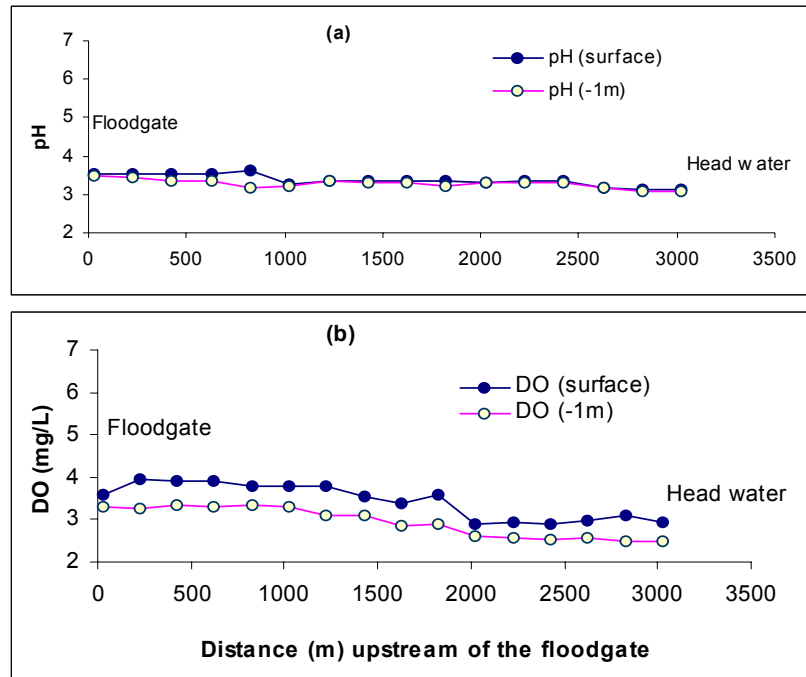 (a)
7
6
5
4
3
2
pH
pH (surface)
pH (-1m)
Floodgate
Head water
0 500 1000 1500 2000 2500 3000 3500
(b)
7
6
5
4
3
2
DO (mg/L)
DO (surface)
DO (-1m)
Floodgate
Head water
0 500 1000 1500 2000 2500 3000 3500
Distance (m) upstream of the floodgate